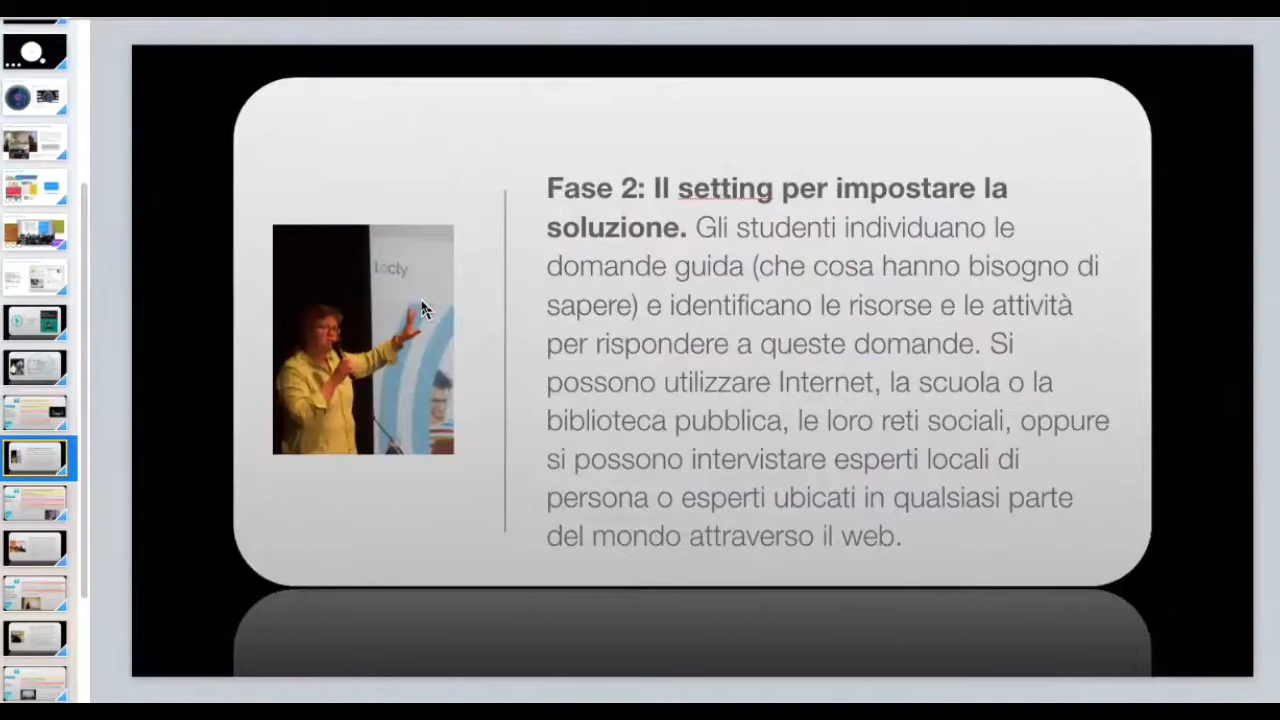 Fase 2: Il setting per impostare la
soluzione. Gli studenti individuano le
domande guida (che cosa hanno bisogno di
sapere) e identificano le risorse e le attività
per rispondere a queste domande. Si
possono utilizzare Internet, la scuola o la
biblioteca pubblica, le loro reti sociali, oppure
si possono intervistare esperti locali di
persona o esperti ubicati in qualsiasi parte
del mondo attraverso il web.